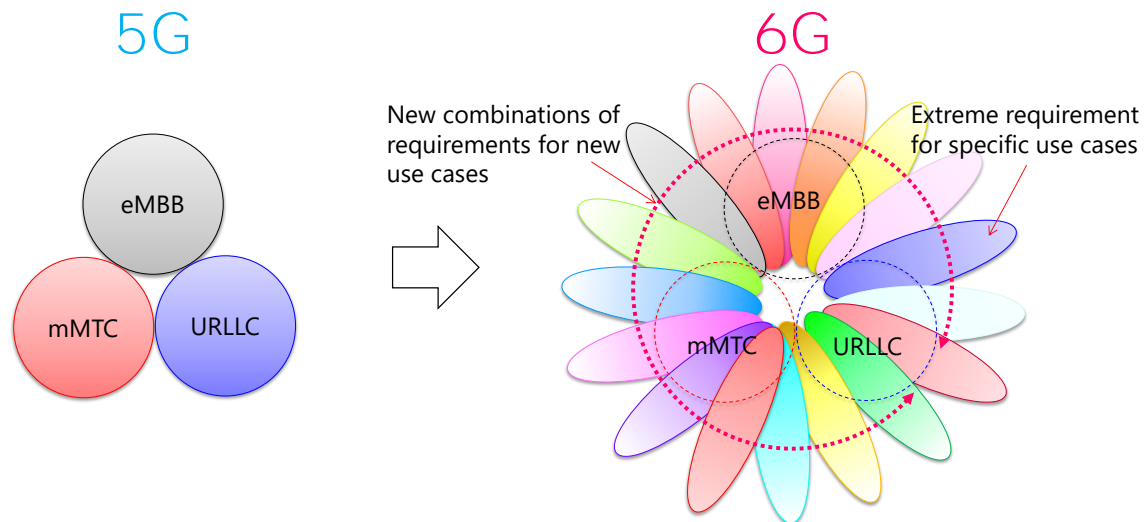 5G
6G
New combinations of
requirements for new
use cases
Extreme requirement
for specific use cases
eMBB
mMTC
URLLC
eMBB
mMTC
URLLC